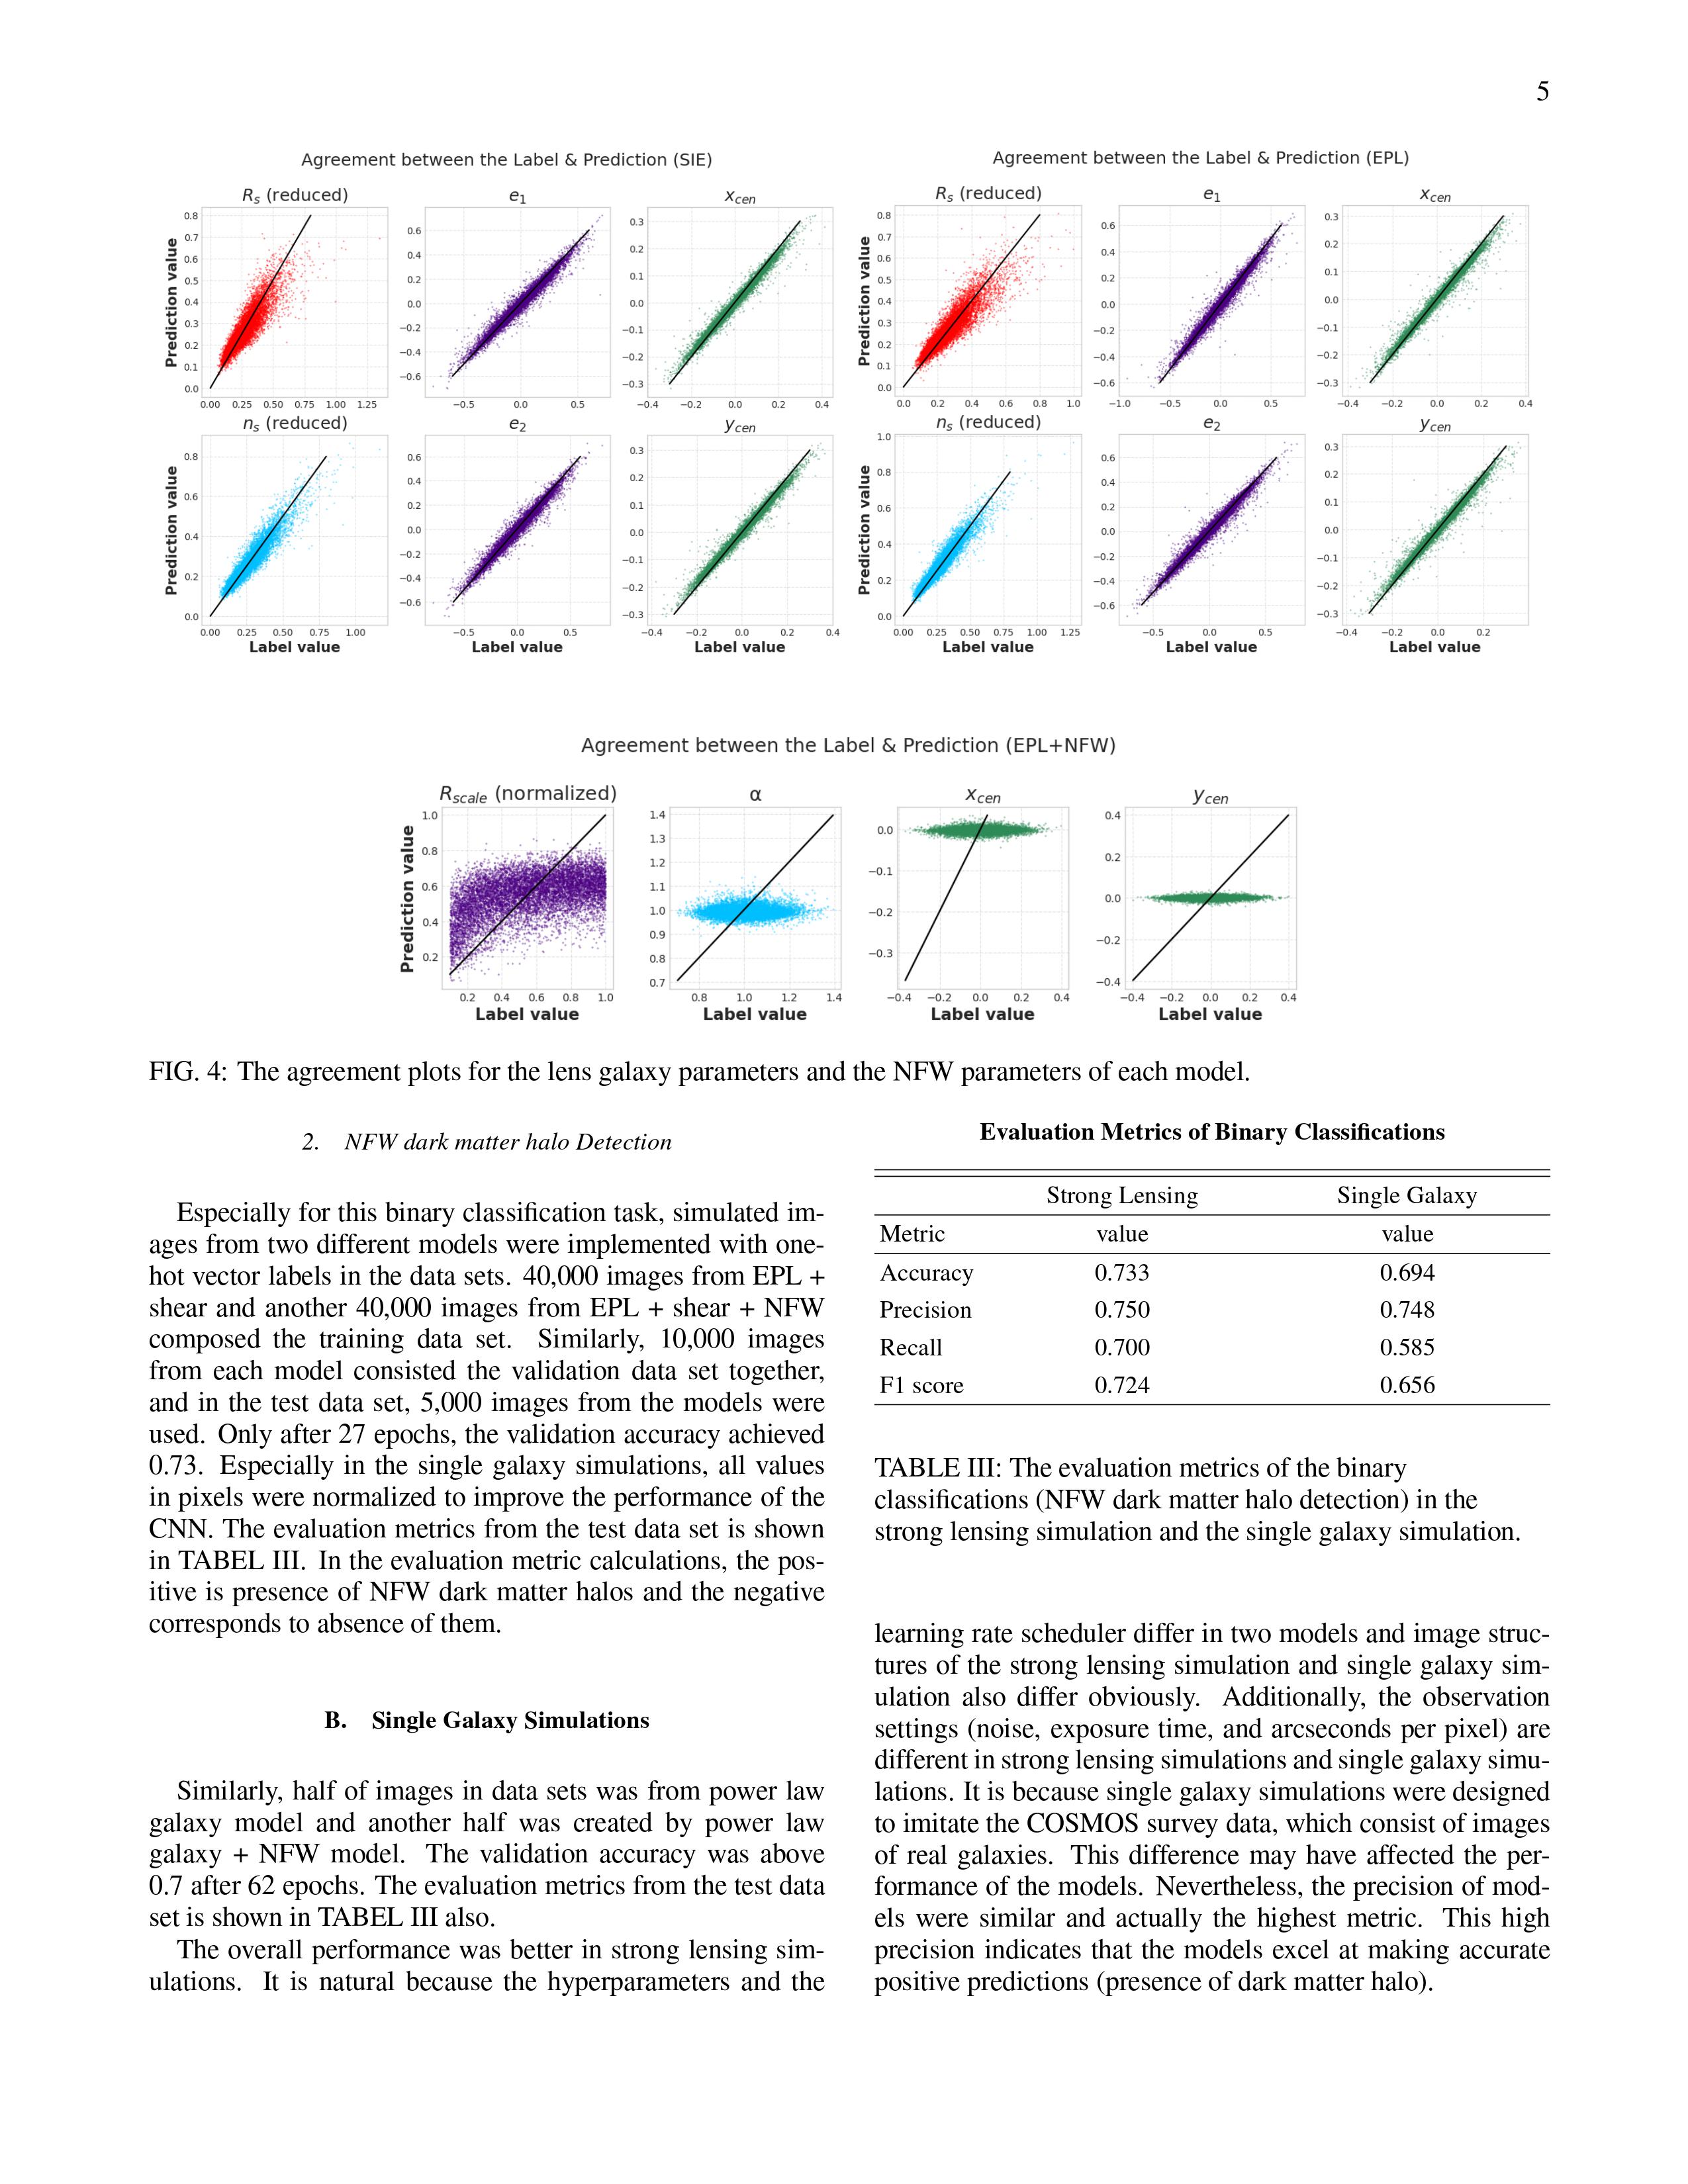 5
Agreement between the Label & Prediction (SIE)
R_s (reduced)
e_1
x_cen
Prediction value
0.8
0.7
0.6
0.5
0.4
0.3
0.2
0.1
0.0
0.00 0.25 0.50 0.75 1.00 1.25
0.6
0.4
0.2
0.0
−0.2
−0.4
−0.6
−0.5 0.0 0.5
0.3
0.2
0.1
0.0
−0.1
−0.2
−0.3
−0.4 −0.2 0.0 0.2 0.4
n_s (reduced)
e_2
y_cen
Prediction value
0.8
0.6
0.4
0.2
0.0
0.00 0.25 0.50 0.75 1.00
Label value
0.6
0.4
0.2
0.0
−0.2
−0.4
−0.6
−0.5 0.0 0.5
Label value
0.3
0.2
0.1
0.0
−0.1
−0.2
−0.3
−0.4 −0.2 0.0 0.2 0.4
Label value
Agreement between the Label & Prediction (EPL)
R_s (reduced)
e_1
x_cen
Prediction value
0.8
0.7
0.6
0.5
0.4
0.3
0.2
0.1
0.0
0.0 0.2 0.4 0.6 0.8 1.0
0.6
0.4
0.2
0.0
−0.2
−0.4
−0.6
−1.0 −0.5 0.0 0.5
0.3
0.2
0.1
0.0
−0.1
−0.2
−0.3
−0.4 −0.2 0.0 0.2 0.4
n_s (reduced)
e_2
y_cen
Prediction value
1.0
0.8
0.6
0.4
0.2
0.0
0.00 0.25 0.50 0.75 1.00 1.25
Label value
0.6
0.4
0.2
0.0
−0.2
−0.4
−0.6
−0.5 0.0 0.5
Label value
0.3
0.2
0.1
0.0
−0.1
−0.2
−0.3
−0.4 −0.2 0.0 0.2
Label value
Agreement between the Label & Prediction (EPL+NFW)
R_scale (normalized)
α
x_cen
y_cen
Prediction value
1.0
0.8
0.6
0.4
0.2
0.2 0.4 0.6 0.8 1.0
Label value
1.4
1.3
1.2
1.1
1.0
0.9
0.8
0.7
0.8 1.0 1.2 1.4
Label value
0.0
−0.1
−0.2
−0.3
−0.4 −0.2 0.0 0.2 0.4
Label value
0.4
0.2
0.0
−0.2
−0.4
−0.4 −0.2 0.0 0.2 0.4
Label value
FIG. 4: The agreement plots for the lens galaxy parameters and the NFW parameters of each model.
2. NFW dark matter halo Detection
Especially for this binary classification task, simulated im-
ages from two different models were implemented with one-
hot vector labels in the data sets. 40,000 images from EPL +
shear and another 40,000 images from EPL + shear + NFW
composed the training data set. Similarly, 10,000 images
from each model consisted the validation data set together,
and in the test data set, 5,000 images from the models were
used. Only after 27 epochs, the validation accuracy achieved
0.73. Especially in the single galaxy simulations, all values
in pixels were normalized to improve the performance of the
CNN. The evaluation metrics from the test data set is shown
in TABEL III. In the evaluation metric calculations, the pos-
itive is presence of NFW dark matter halos and the negative
corresponds to absence of them.
B. Single Galaxy Simulations
Similarly, half of images in data sets was from power law
galaxy model and another half was created by power law
galaxy + NFW model. The validation accuracy was above
0.7 after 62 epochs. The evaluation metrics from the test data
set is shown in TABEL III also.
The overall performance was better in strong lensing sim-
ulations. It is natural because the hyperparameters and the
Evaluation Metrics of Binary Classifications
Strong Lensing Single Galaxy
Metric value value
Accuracy 0.733 0.694
Precision 0.750 0.748
Recall 0.700 0.585
F1 score 0.724 0.656
TABLE III: The evaluation metrics of the binary
classifications (NFW dark matter halo detection) in the
strong lensing simulation and the single galaxy simulation.
learning rate scheduler differ in two models and image struc-
tures of the strong lensing simulation and single galaxy sim-
ulation also differ obviously. Additionally, the observation
settings (noise, exposure time, and arcseconds per pixel) are
different in strong lensing simulations and single galaxy simu-
lations. It is because single galaxy simulations were designed
to imitate the COSMOS survey data, which consist of images
of real galaxies. This difference may have affected the per-
formance of the models. Nevertheless, the precision of mod-
els were similar and actually the highest metric. This high
precision indicates that the models excel at making accurate
positive predictions (presence of dark matter halo).